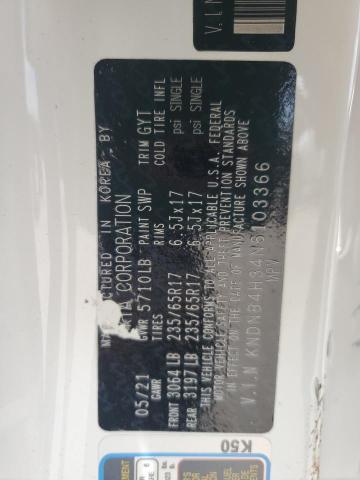 V.I.N
MANUFACTURED IN KOREA BY
KIA CORPORATION
05/21 GVWR 5710LB PAINT SWP TRIM GYT
GAWR TIRES RIMS COLD TIRE INFL
FRONT 3064 LB 235/65R17 6.5Jx17 psi SINGLE
REAR 3197 LB 235/65R17 6.5Jx17 psi SINGLE
THIS VEHICLE CONFORMS TO ALL APPLICABLE U.S.A. FEDERAL
MOTOR VEHICLE SAFETY AND THEFT PREVENTION STANDARDS
IN EFFECT ON THE DATE OF MANUFACTURE SHOWN ABOVE
V.I.N KNDNB4H34N6103366
MPV
K50